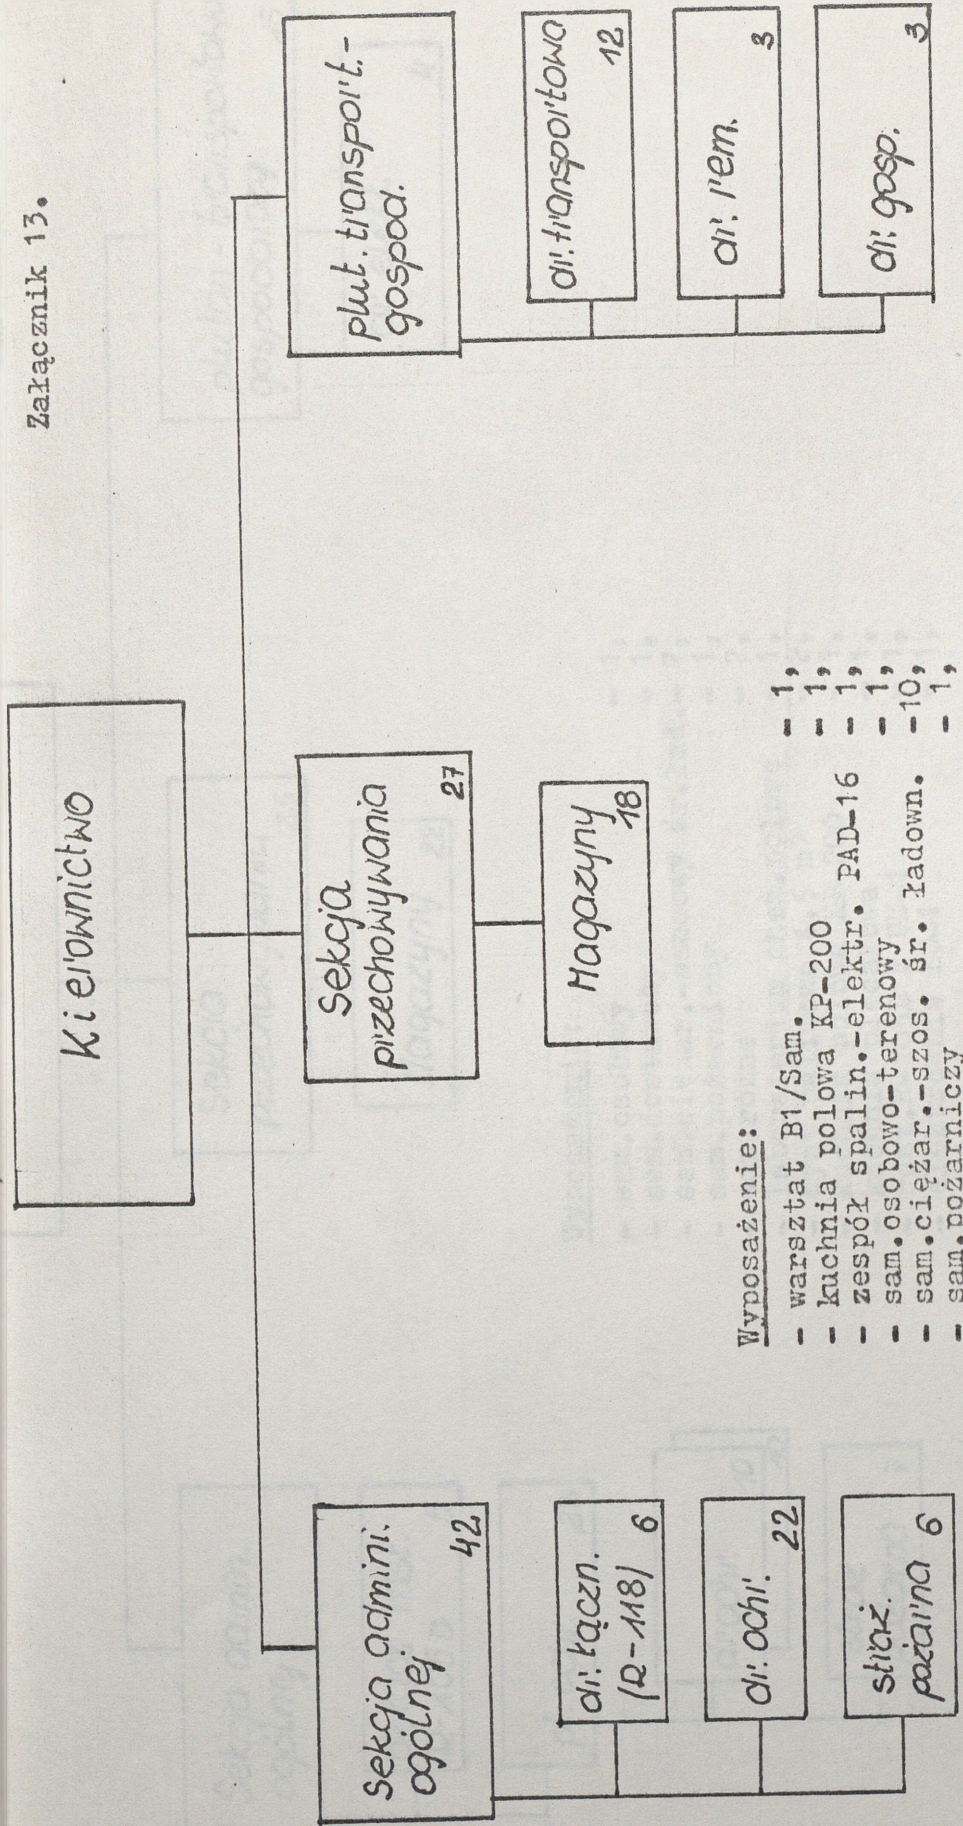 Załącznik 13.
Kierownictwo
Sekcja admini.
ogólnej
42
dr. łączn.
/R-118/ 6
dr. ochr.
22
straż.
pożarna 6
Sekcja
przechowywania
27
Magazyny
18
plut. transport.-
gospod.
dr. transportowa
12
dr. rem.
3
dr. gosp.
3
Wyposażenie:
- warsztat B1/Sam. - 1,
- kuchnia polowa KP-200 - 1,
- zespół spalin.-elektr. PAD-16 - 1,
- sam.osobowo-terenowy - 1,
- sam.ciężar.-szos. śr. ładown. -10,
- sam.pożarniczy - 1,